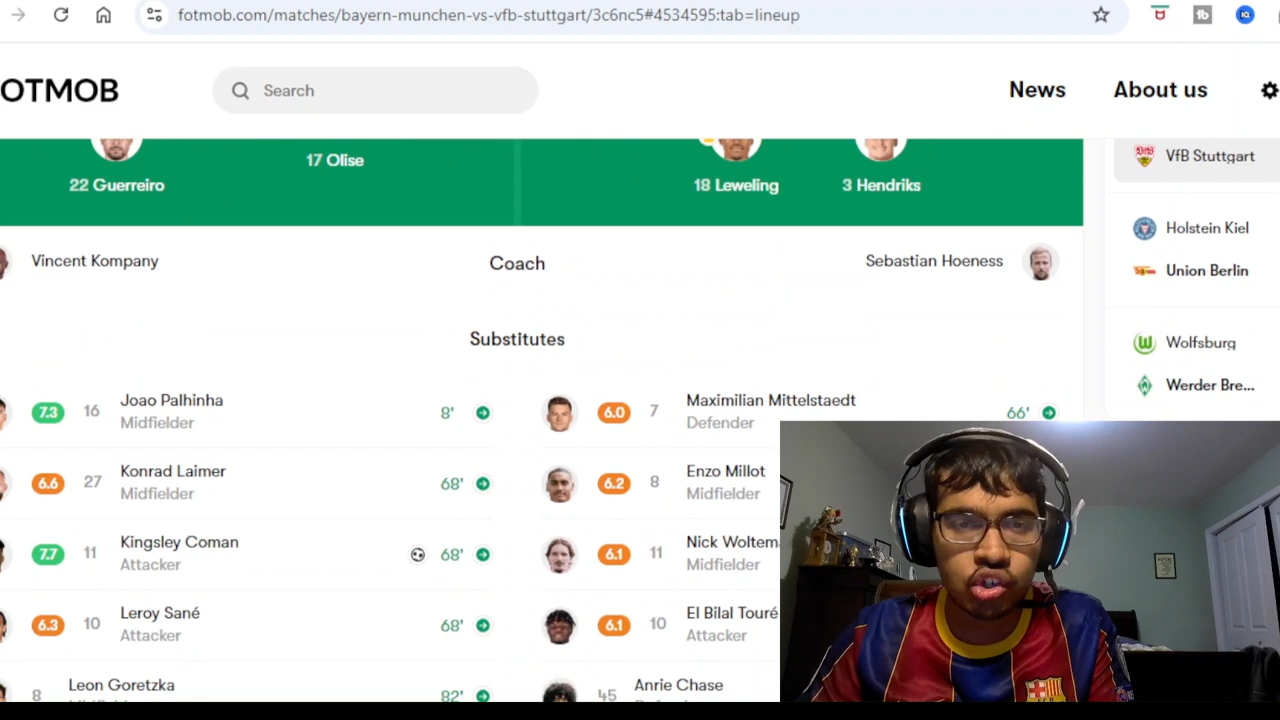 fotmob.com/matches/bayern-munchen-vs-vfb-stuttgart/3c6nc5#4534595:tab=lineup
OTMOB
Search
News
About us
22 Guerreiro
17 Olise
18 Leweling
3 Hendriks
VfB Stuttgart
Holstein Kiel
Union Berlin
Wolfsburg
Werder Bre...
Vincent Kompany
Coach
Sebastian Hoeness
Substitutes
7.3 16 Joao Palhinha 8'
Midfielder
6.6 27 Konrad Laimer 68'
Midfielder
7.7 11 Kingsley Coman 68'
Attacker
6.3 10 Leroy Sané 68'
Attacker
8 Leon Goretzka 82'
6.0 7 Maximilian Mittelstaedt 66'
Defender
6.2 8 Enzo Millot
Midfielder
6.1 11 Nick Woltem
Midfielder
6.1 10 El Bilal Touré
Attacker
45 Anrie Chase